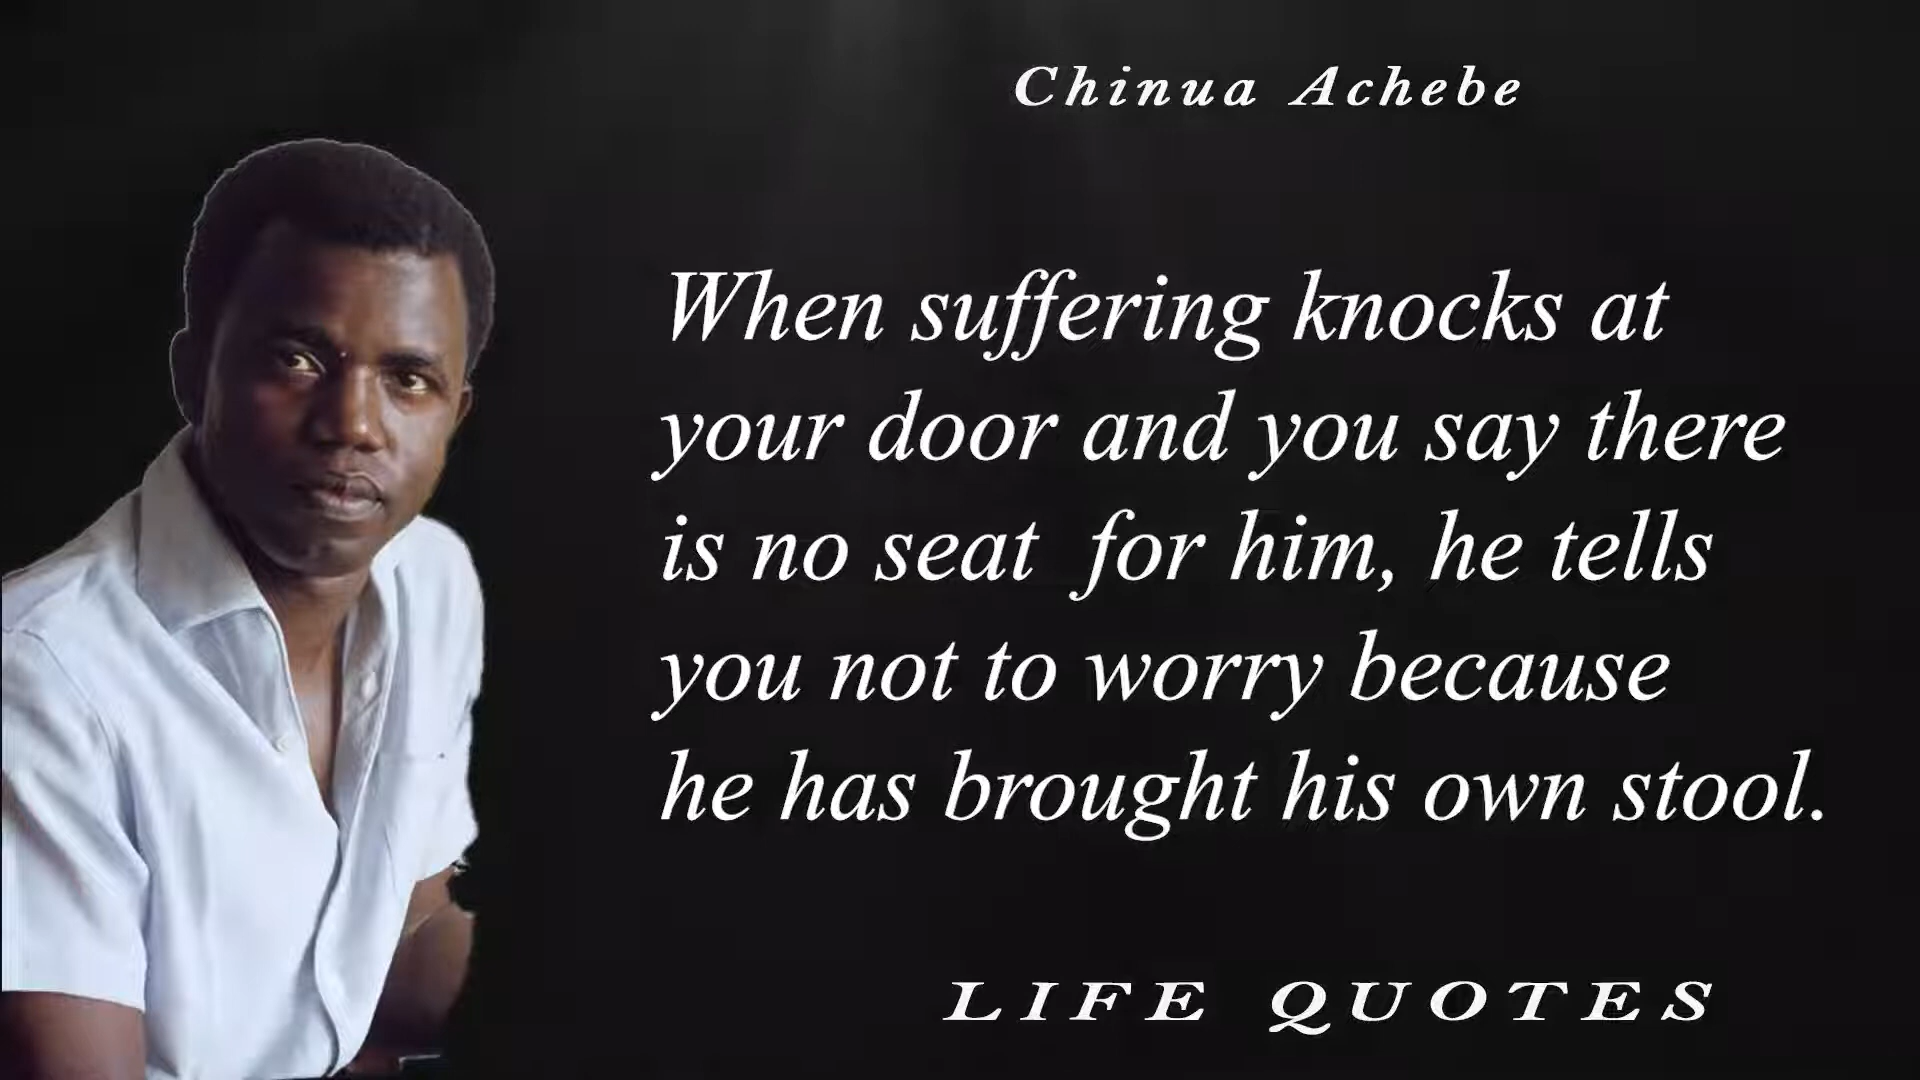 Chinua Achebe
When suffering knocks at
your door and you say there
is no seat for him, he tells
you not to worry because
he has brought his own stool.
LIFE QUOTES